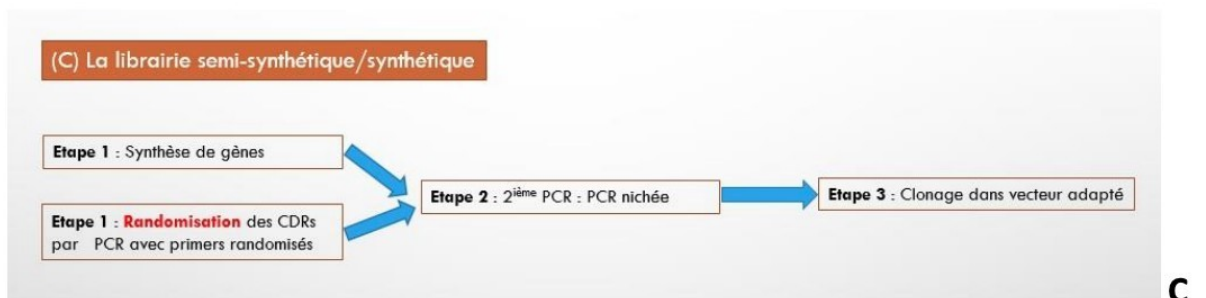 (C) La librairie semi-synthétique/synthétique
Etape 1 : Synthèse de gènes
Etape 1 : Randomisation des CDRs
par PCR avec primers randomisés
Etape 2 : 2ième PCR : PCR nichée
Etape 3 : Clonage dans vecteur adapté
C